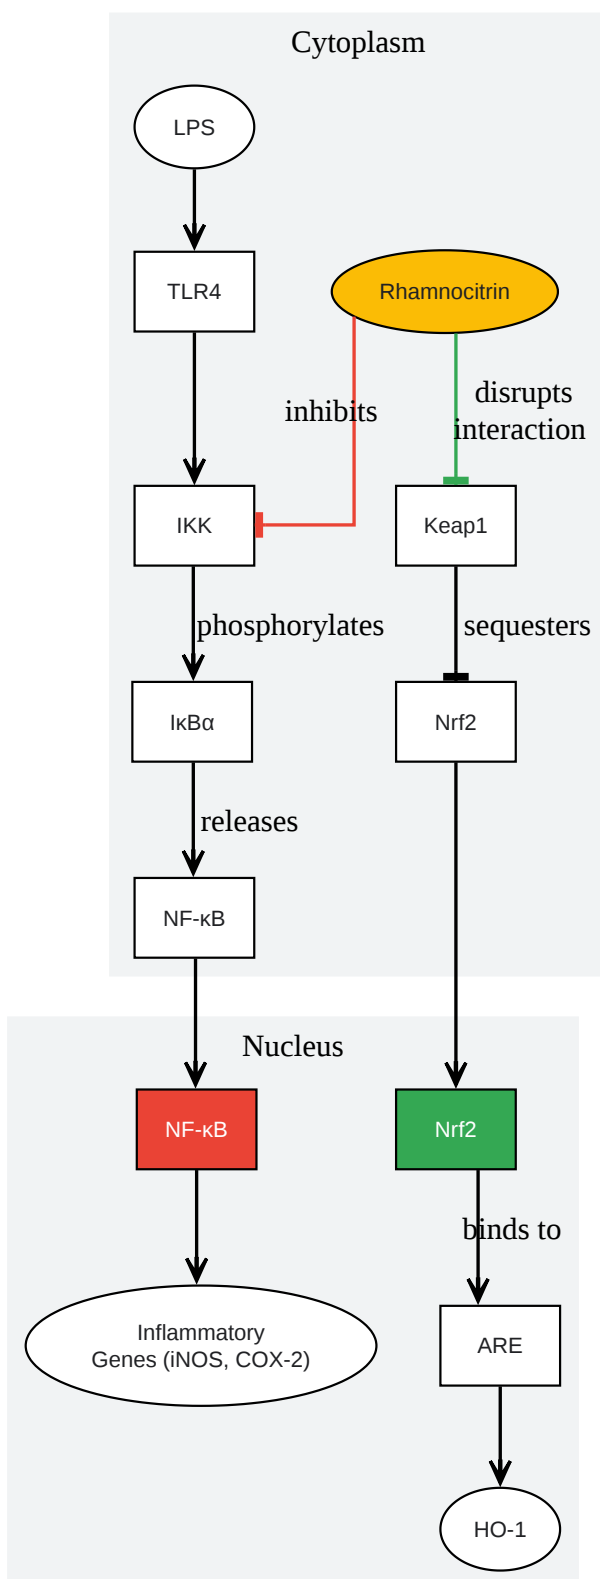 Cytoplasm
LPS
TLR4
Rhamnocitrin
inhibits
disrupts
interaction
IKK
Keap1
phosphorylates
sequesters
IκBα
Nrf2
releases
NF-κB
Nucleus
NF-κB
Nrf2
binds to
Inflammatory
Genes (iNOS, COX-2)
ARE
HO-1